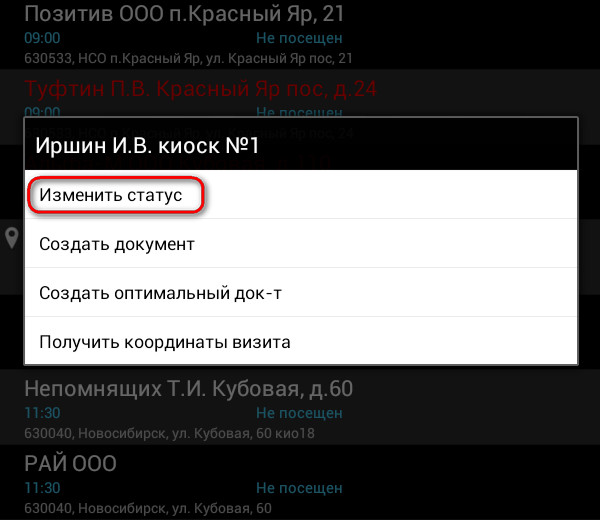 Позитив ООО п.Красный Яр, 21
09:00 Не посещен
630533, НСО п.Красный Яр, ул. Красный Яр пос, 21
Туфтин П.В. Красный Яр пос, д.24
09:00 Не посещен
Иршин И.В. киоск №1
Изменить статус
Создать документ
Создать оптимальный док-т
Получить координаты визита
Непомнящих Т.И. Кубовая, д.60
11:30 Не посещен
630040, Новосибирск, ул. Кубовая, 60 кио18
РАЙ ООО
11:30 Не посещен
630040, Новосибирск, ул. Кубовая, 60